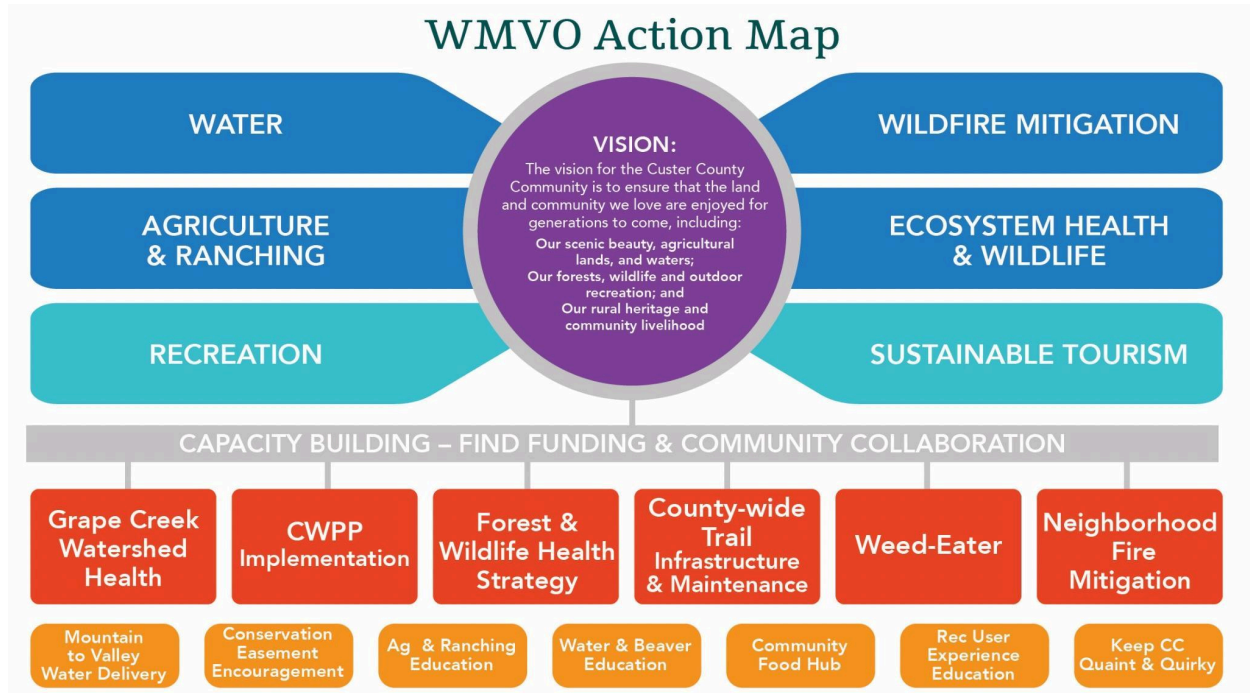 WMVO Action Map
WATER
AGRICULTURE
& RANCHING
RECREATION
VISION:
The vision for the Custer County
Community is to ensure that the land
and community we love are enjoyed for
generations to come, including:
Our scenic beauty, agricultural
lands, and waters;
Our forests, wildlife and outdoor
recreation; and
Our rural heritage and
community livelihood
WILDFIRE MITIGATION
ECOSYSTEM HEALTH
& WILDLIFE
SUSTAINABLE TOURISM
CAPACITY BUILDING – FIND FUNDING & COMMUNITY COLLABORATION
Grape Creek
Watershed
Health
CWPP
Implementation
Forest &
Wildlife Health
Strategy
County-wide
Trail
Infrastructure
& Maintenance
Weed-Eater
Neighborhood
Fire
Mitigation
Mountain
to Valley
Water Delivery
Conservation
Easement
Encouragement
Ag & Ranching
Education
Water & Beaver
Education
Community
Food Hub
Rec User
Experience
Education
Keep CC
Quaint & Quirky